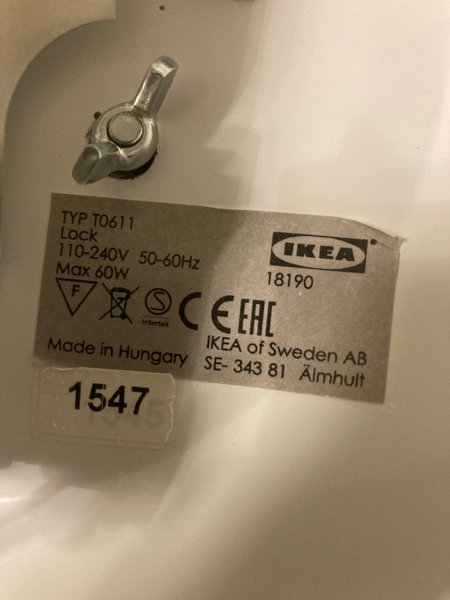 TYP T0611
Lock
110-240V 50-60Hz
Max 60W
IKEA
18190
F
S
Intertek
CE EAC
Made in Hungary
IKEA of Sweden AB
SE- 343 81 Älmhult
1547